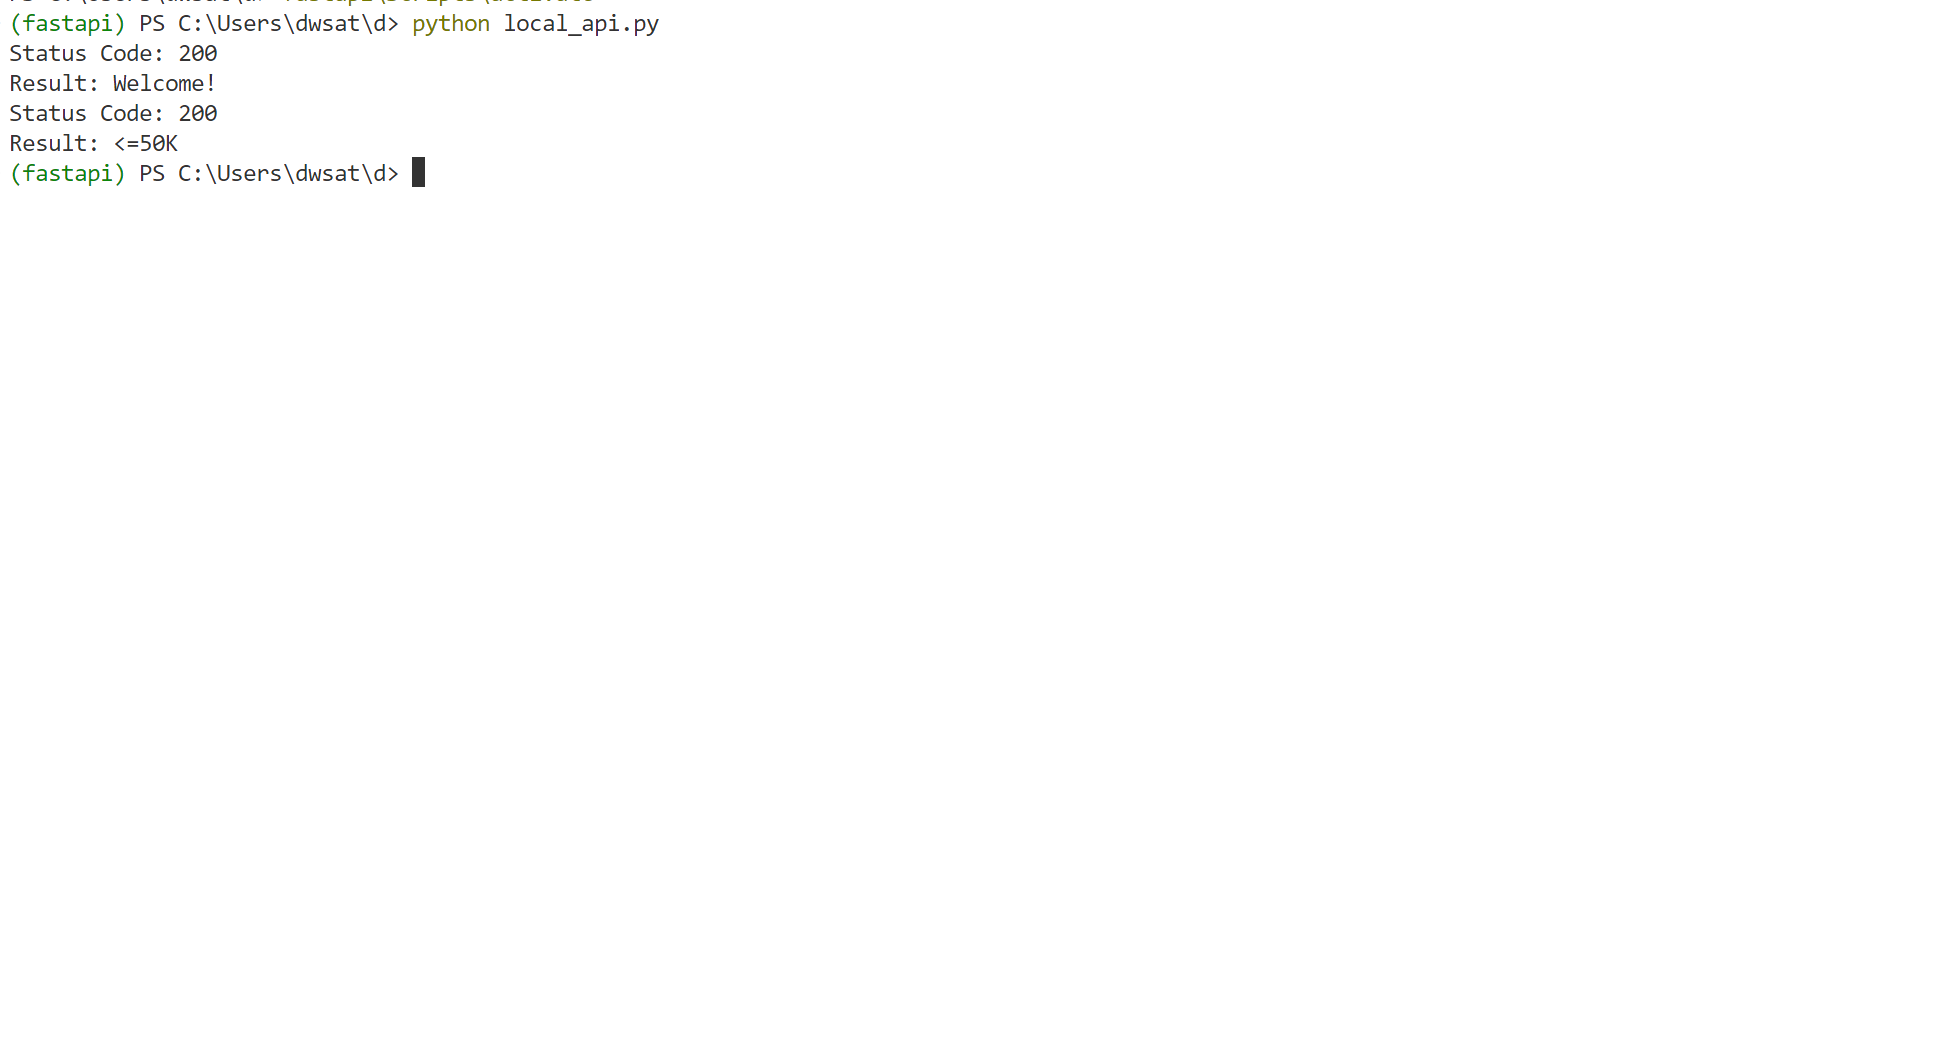 (fastapi) PS C:\Users\dwsat\d> python local_api.py
Status Code: 200
Result: Welcome!
Status Code: 200
Result: <=50K
(fastapi) PS C:\Users\dwsat\d>